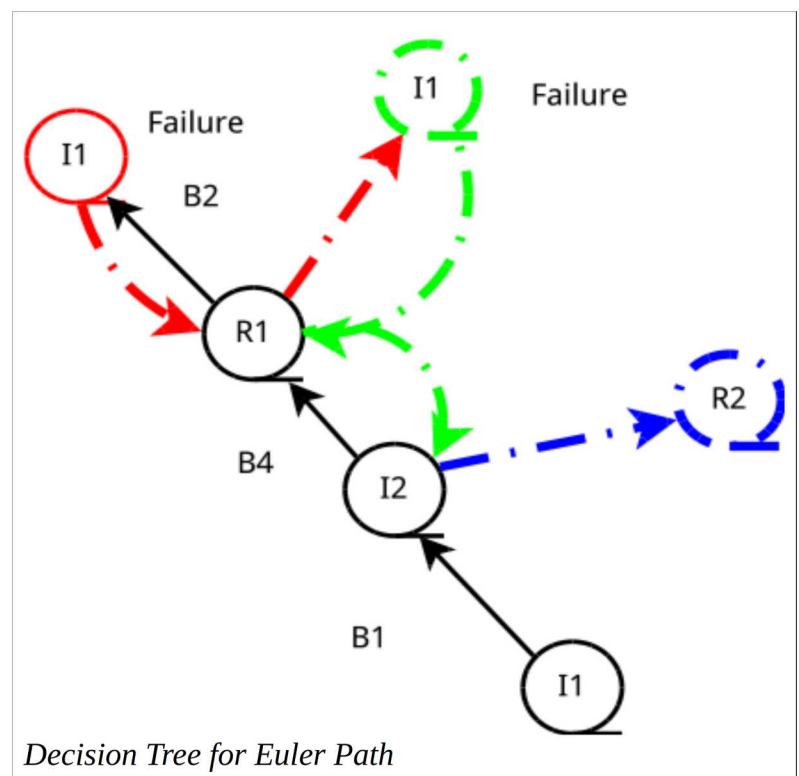 I1
Failure
Failure
I1
B2
R1
R2
B4
I2
B1
I1
Decision Tree for Euler Path